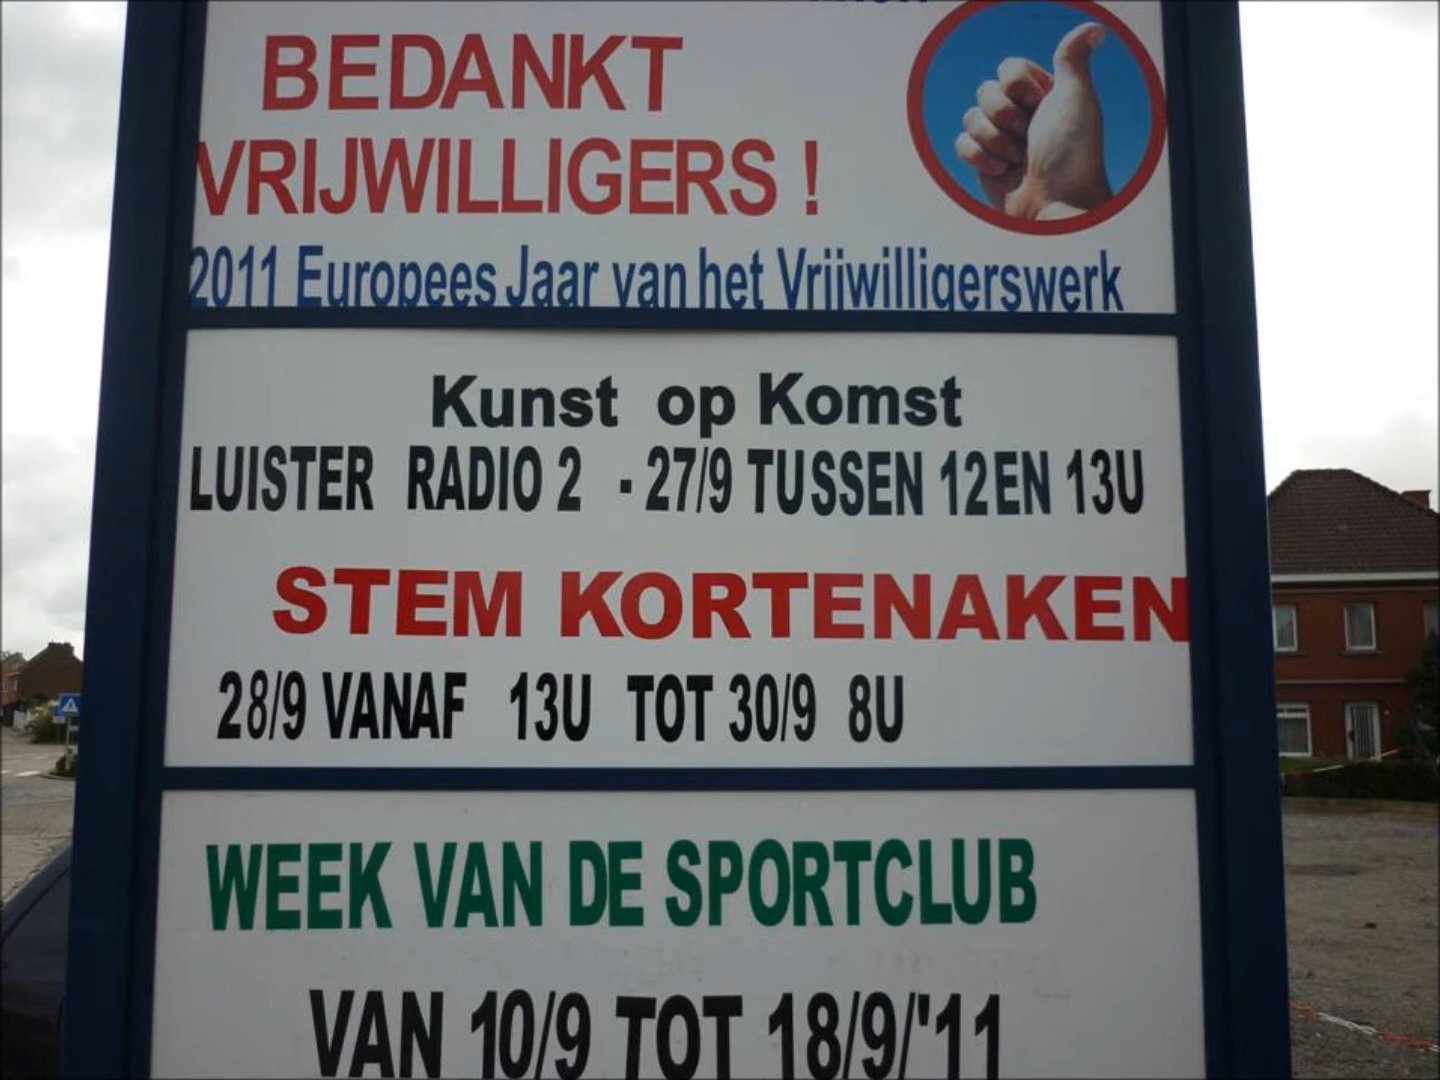 BEDANKT
VRIJWILLIGERS !
2011 Europees Jaar van het Vrijwilligerswerk
Kunst op Komst
LUISTER RADIO 2 - 27/9 TUSSEN 12 EN 13U
STEM KORTENAKEN
28/9 VANAF 13U TOT 30/9 8U
WEEK VAN DE SPORTCLUB
VAN 10/9 TOT 18/9/'11